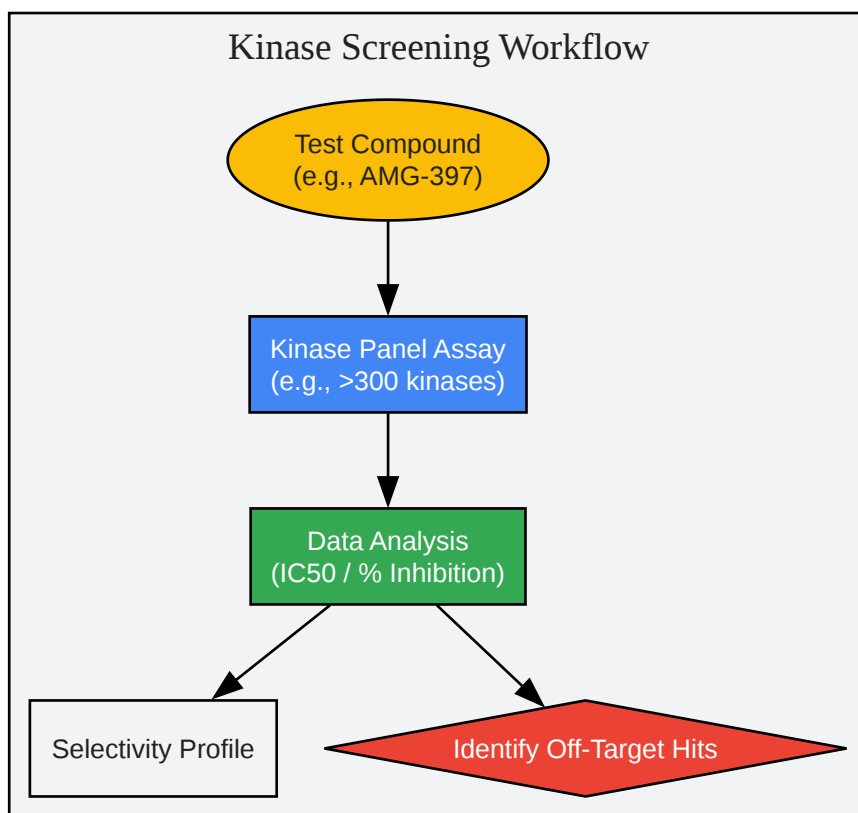 Kinase Screening Workflow
Test Compound
(e.g., AMG-397)
Kinase Panel Assay
(e.g., >300 kinases)
Data Analysis
(IC50 / % Inhibition)
Selectivity Profile
Identify Off-Target Hits